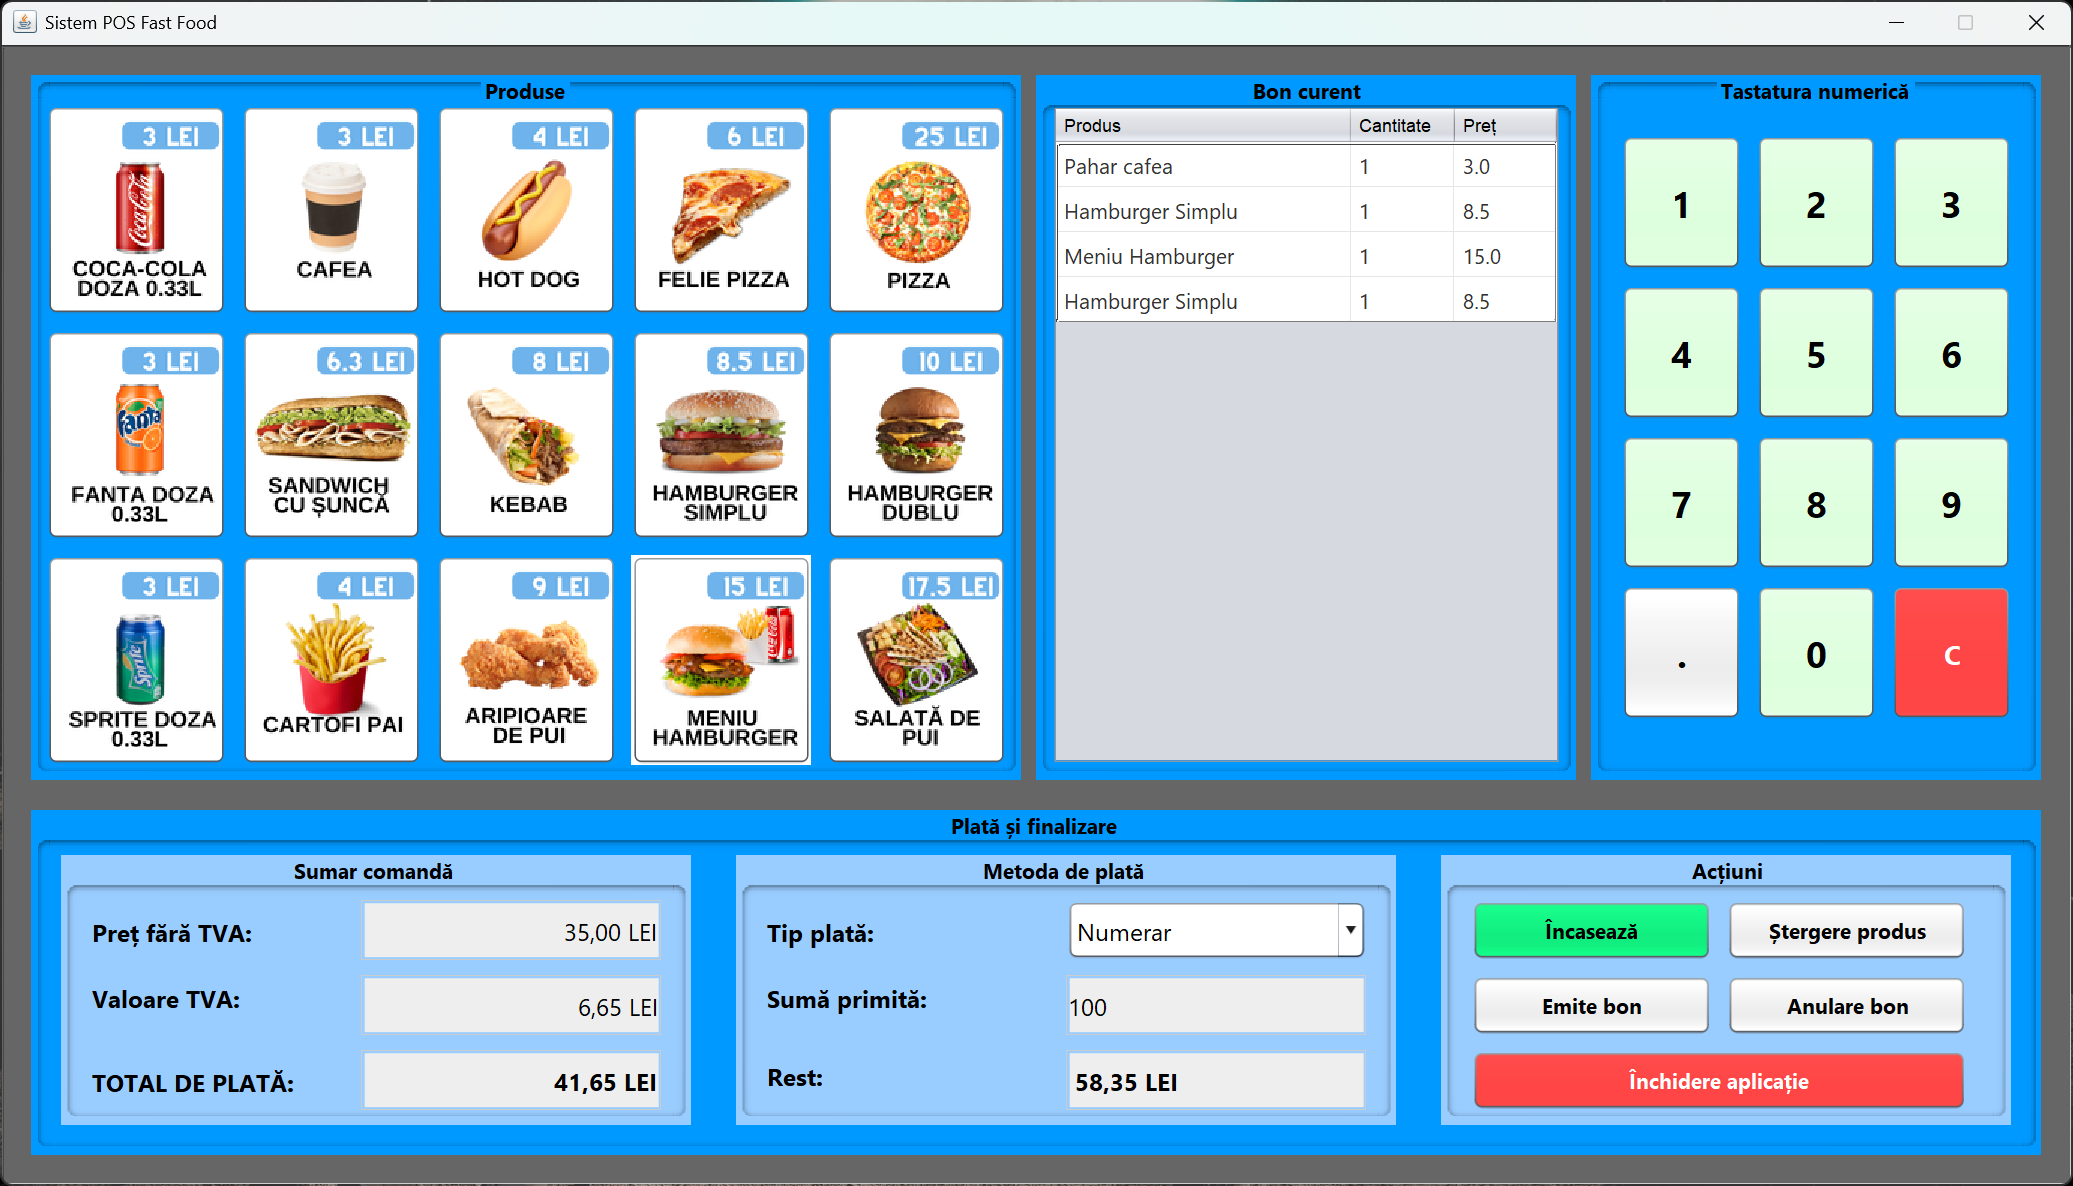 Sistem POS Fast Food
Produse
3 LEI
COCA-COLA
DOZA 0.33L
3 LEI
CAFEA
4 LEI
HOT DOG
6 LEI
FELIE PIZZA
25 LEI
PIZZA
3 LEI
FANTA DOZA
0.33L
6.3 LEI
SANDWICH
CU ȘUNCĂ
8 LEI
KEBAB
8.5 LEI
HAMBURGER
SIMPLU
10 LEI
HAMBURGER
DUBLU
3 LEI
SPRITE DOZA
0.33L
4 LEI
CARTOFI PAI
9 LEI
ARIPIOARE
DE PUI
15 LEI
MENIU
HAMBURGER
17.5 LEI
SALATĂ DE
PUI
Coca-Cola
Fanta
Sprite
Coca-Cola
Bon curent
Produs Cantitate Preț
Pahar cafea 1 3.0
Hamburger Simplu 1 8.5
Meniu Hamburger 1 15.0
Hamburger Simplu 1 8.5
Tastatura numerică
1 2 3
4 5 6
7 8 9
. 0 C
Plată și finalizare
Sumar comandă
Preț fără TVA: 35,00 LEI
Valoare TVA: 6,65 LEI
TOTAL DE PLATĂ: 41,65 LEI
Metoda de plată
Tip plată: Numerar
Sumă primită: 100
Rest: 58,35 LEI
Acțiuni
Încasează Ștergere produs
Emite bon Anulare bon
Închidere aplicație